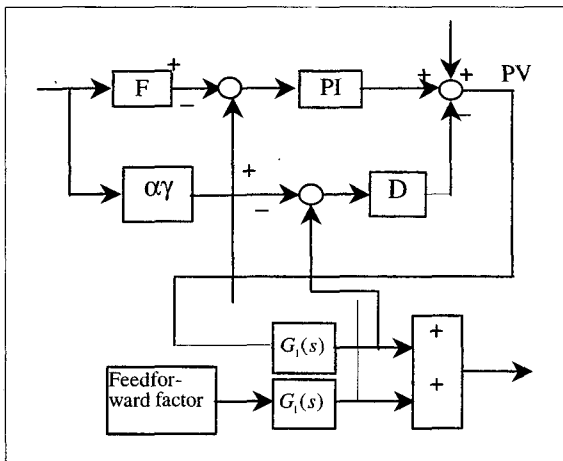 +
+ +
PV
F
−
PI
−
+
αγ
−
D
G₁(s)
+
Feedfor-
ward factor
G₁(s)
+